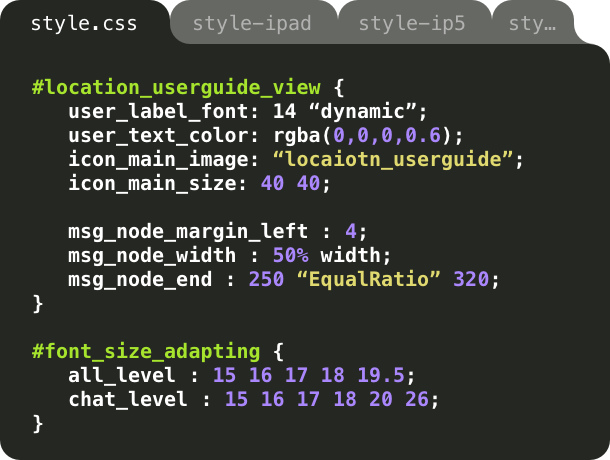 style.css style-ipad style-ip5 sty…
#location_userguide_view {
user_label_font: 14 “dynamic”;
user_text_color: rgba(0,0,0,0.6);
icon_main_image: “locaiotn_userguide”;
icon_main_size: 40 40;
msg_node_margin_left : 4;
msg_node_width : 50% width;
msg_node_end : 250 “EqualRatio” 320;
}
#font_size_adapting {
all_level : 15 16 17 18 19.5;
chat_level : 15 16 17 18 20 26;
}